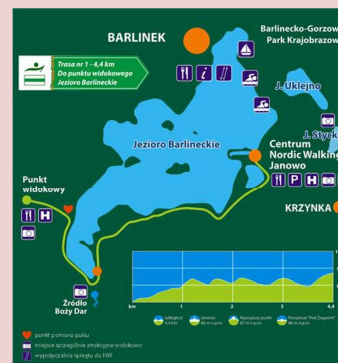 BARLINEK
Barlinecko-Gorzow
Park Krajobrazow
Trasa nr 1 - 4,4 km
Do punktu widokowego
Jezioro Barlineckie
J. Uklejno
Jezioro Barlineckie
J. Styck
Centrum
Nordic Walking
Janowo
Punkt
widokowy
P H
H
KRZYNKA
Źródło
Boży Dar
km 1 2 3 4,4
punkt pomiaru pulsu
miejsce szczególnie atrakcyjne widokowo
wypożyczalnia sprzętu do NW